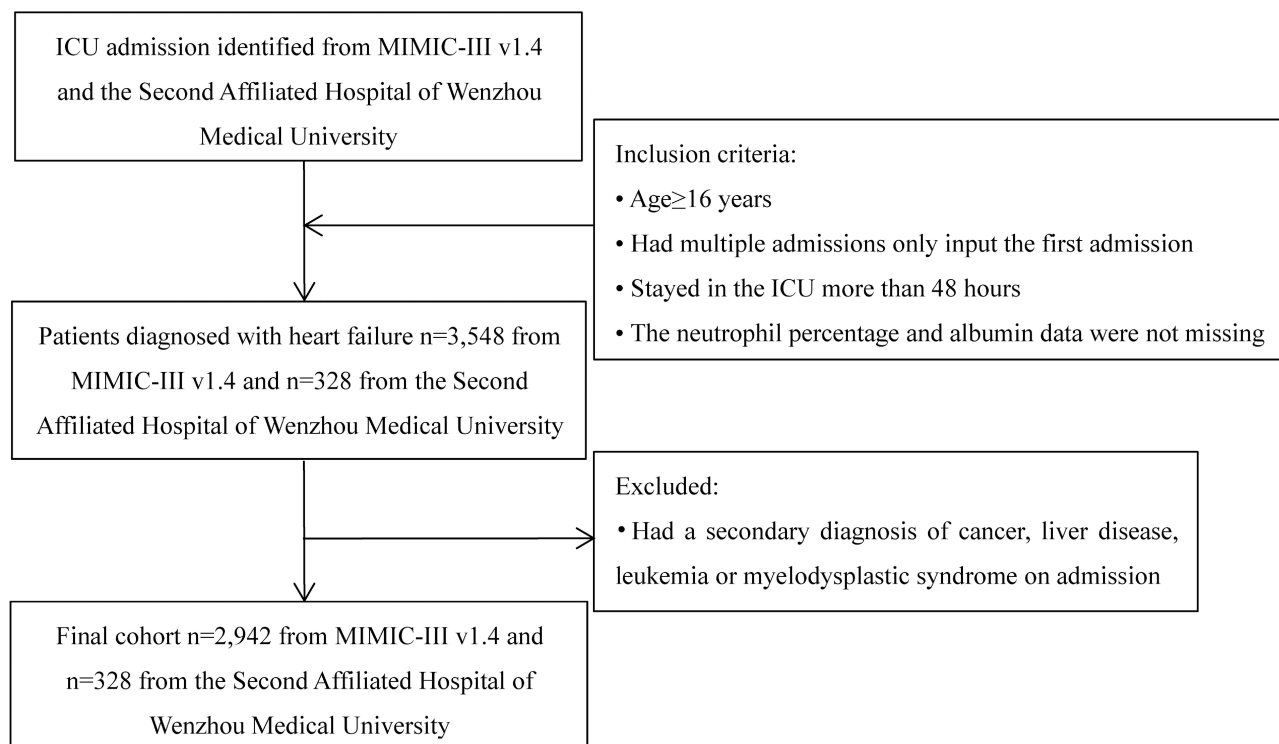 ICU admission identified from MIMIC-III v1.4
and the Second Affiliated Hospital of Wenzhou
Medical University
Inclusion criteria:
• Age≥16 years
• Had multiple admissions only input the first admission
• Stayed in the ICU more than 48 hours
• The neutrophil percentage and albumin data were not missing
Patients diagnosed with heart failure n=3,548 from
MIMIC-III v1.4 and n=328 from the Second
Affiliated Hospital of Wenzhou Medical University
Excluded:
• Had a secondary diagnosis of cancer, liver disease,
leukemia or myelodysplastic syndrome on admission
Final cohort n=2,942 from MIMIC-III v1.4 and
n=328 from the Second Affiliated Hospital of
Wenzhou Medical University